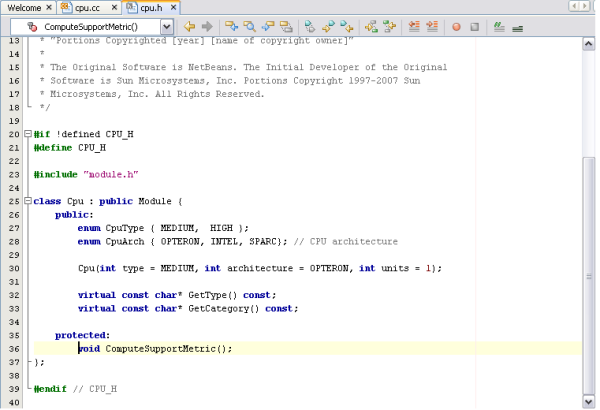 Welcome × cpu.cc × cpu.h ×
ComputeSupportMetric()
13 * "Portions Copyrighted [year] [name of copyright owner]"
14 *
15 * The Original Software is NetBeans. The Initial Developer of the Original
16 * Software is Sun Microsystems, Inc. Portions Copyright 1997-2007 Sun
17 * Microsystems, Inc. All Rights Reserved.
18 */
19
20 #if !defined CPU_H
21 #define CPU_H
22
23 #include "module.h"
24
25 class Cpu : public Module {
26 public:
27 enum CpuType { MEDIUM, HIGH };
28 enum CpuArch { OPTERON, INTEL, SPARC}; // CPU architecture
29
30 Cpu(int type = MEDIUM, int architecture = OPTERON, int units = 1);
31
32 virtual const char* GetType() const;
33 virtual const char* GetCategory() const;
34
35 protected:
36 void ComputeSupportMetric();
37 };
38
39 #endif // CPU_H
40